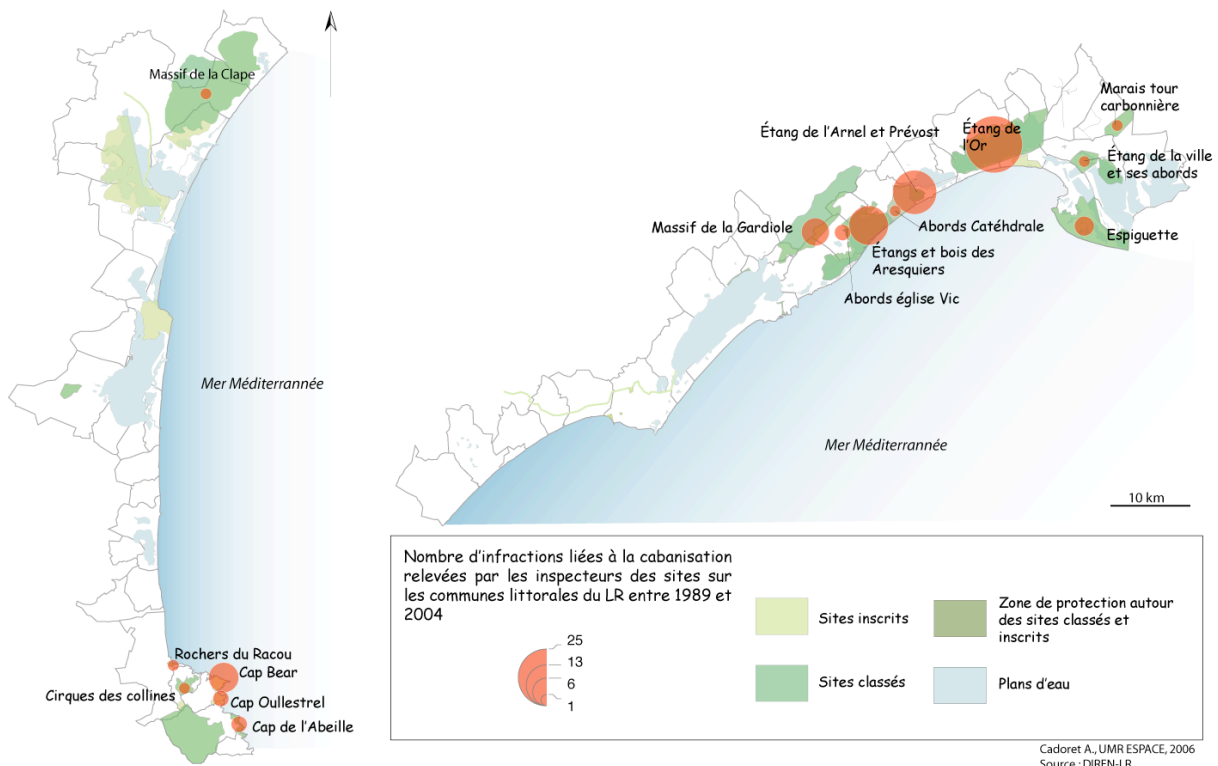 Massif de la Clape
Mer Méditerrannée
Rochers du Racou
Cap Bear
Cirques des collines
Cap Oullestrel
Cap de l'Abeille
Marais tour
carbonnière
Étang de l'Arnel et Prévost
Étang de
l'Or
Étang de la ville
et ses abords
Massif de la Gardiole
Abords Catéhdrale
Espiguette
Étangs et bois des
Aresquiers
Abords église Vic
Mer Méditerrannée
10 km
Nombre d'infractions liées à la cabanisation
relevées par les inspecteurs des sites sur
les communes littorales du LR entre 1989 et
2004
25
13
6
1
Sites inscrits
Sites classés
Zone de protection autour
des sites classés et
inscrits
Plans d'eau
Cadoret A., UMR ESPACE, 2006
Source : DIREN-LR